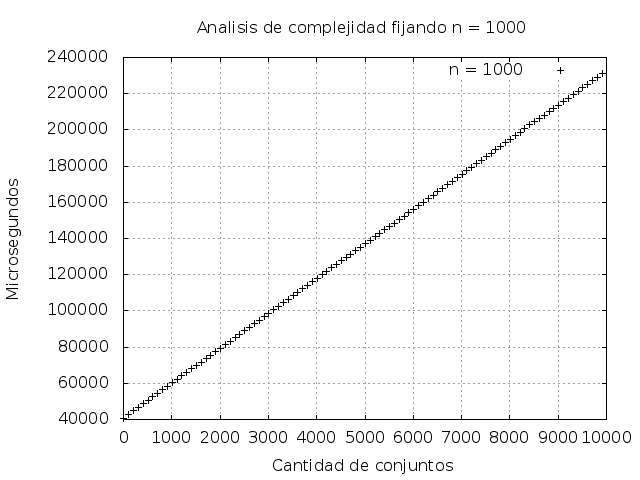 Analisis de complejidad fijando n = 1000
n = 1000
240000
220000
200000
180000
160000
140000
120000
100000
80000
60000
40000
Microsegundos
0 1000 2000 3000 4000 5000 6000 7000 8000 9000 10000
Cantidad de conjuntos